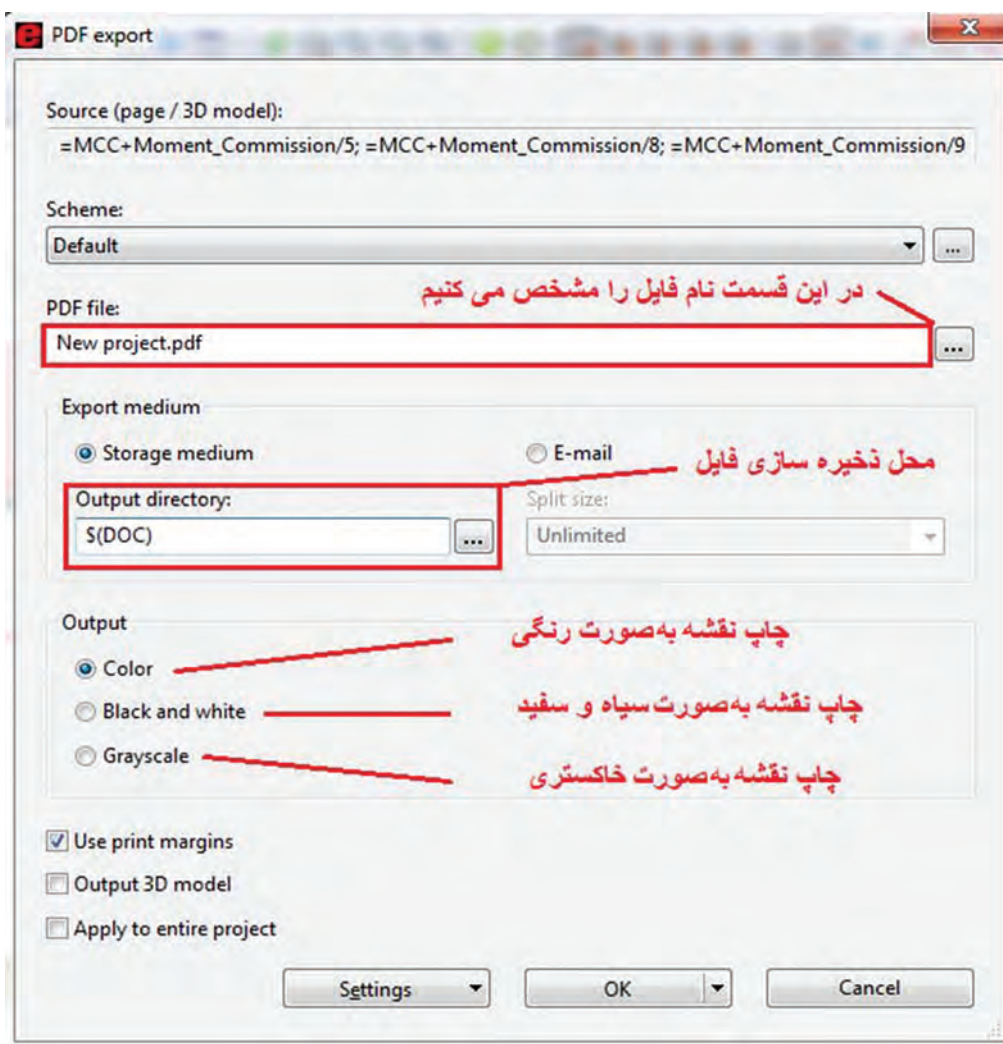 PDF export
Source (page / 3D model):
=MCC+Moment_Commission/5; =MCC+Moment_Commission/8; =MCC+Moment_Commission/9
Scheme:
Default
...
در این قسمت نام فایل را مشخص می کنیم
PDF file:
New project.pdf
...
Export medium
Storage medium
E-mail
محل ذخیره سازی فایل
Output directory:
Split size:
$(DOC)
...
Unlimited
Output
چاپ نقشه به‌صورت رنگی
Color
Black and white
چاپ نقشه به‌صورت سیاه و سفید
Grayscale
چاپ نقشه به‌صورت خاکستری
Use print margins
Output 3D model
Apply to entire project
Settings
OK
Cancel